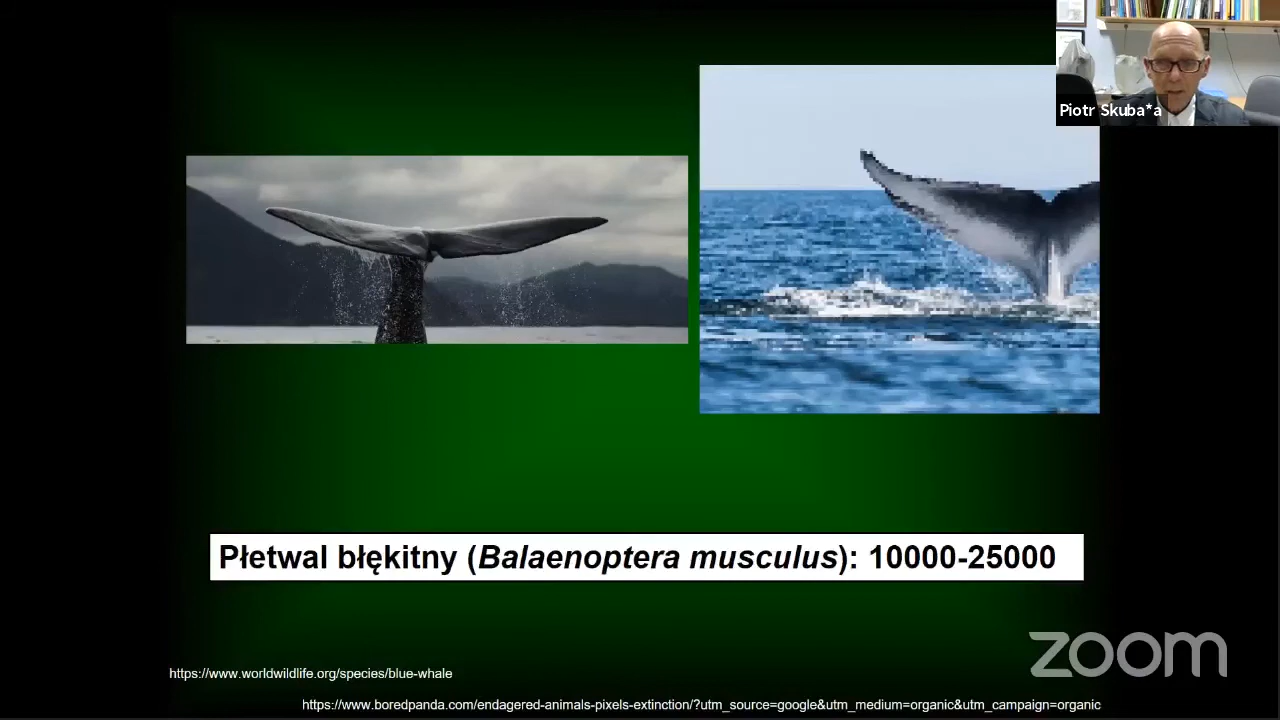 Piotr Skuba*a
Płetwal błękitny (Balaenoptera musculus): 10000-25000
zoom
https://www.worldwildlife.org/species/blue-whale
https://www.boredpanda.com/endagered-animals-pixels-extinction/?utm_source=google&utm_medium=organic&utm_campaign=organic